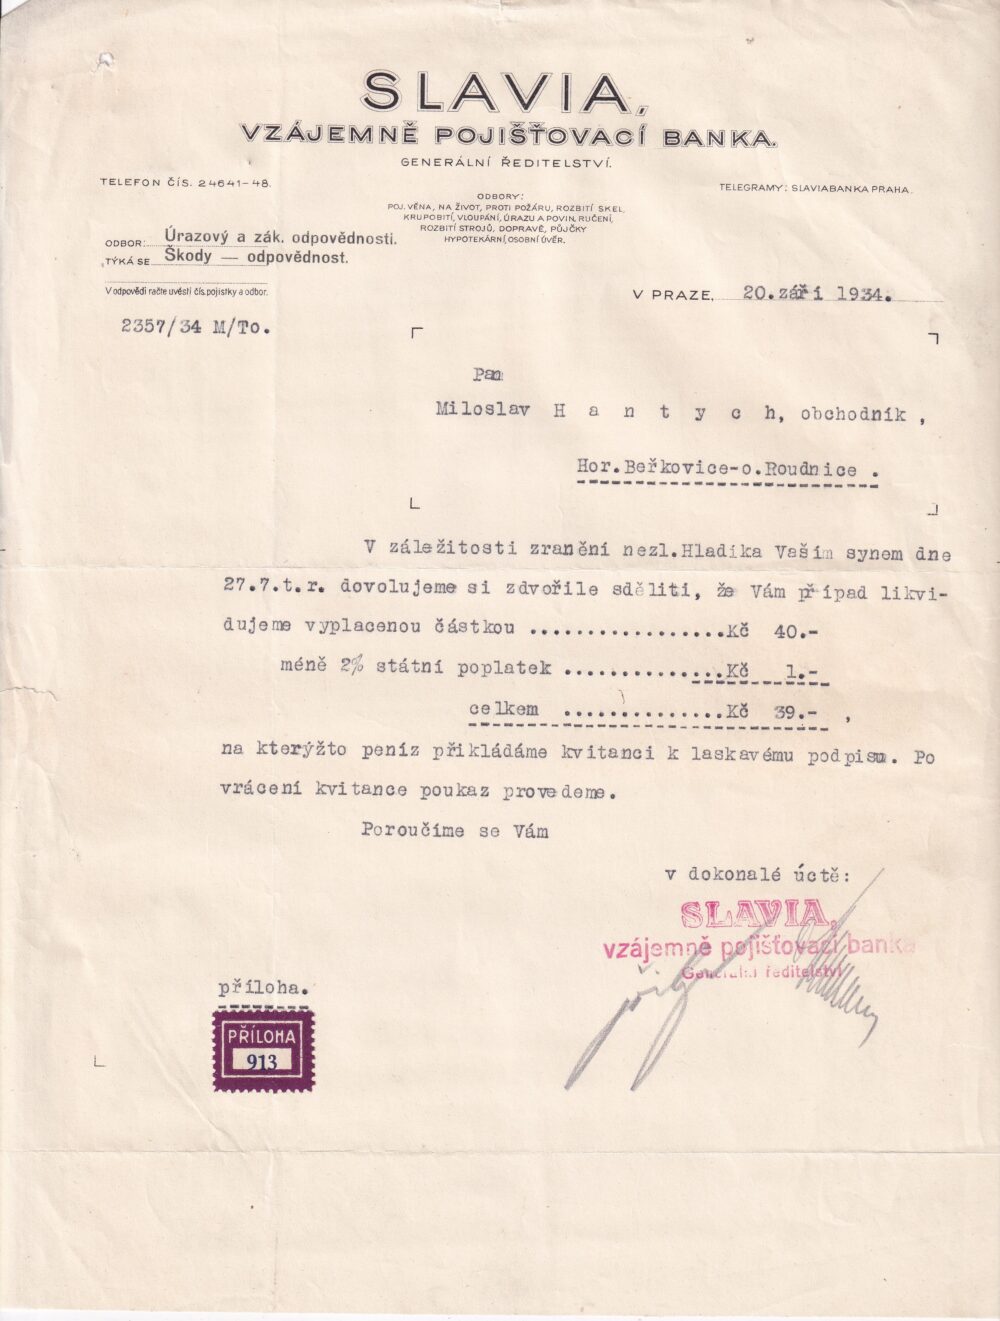 SLAVIA,
VZÁJEMNĚ POJIŠŤOVACÍ BANKA.
GENERÁLNÍ ŘEDITELSTVÍ.
TELEFON ČÍS. 24641-48.
TELEGRAMY: SLAVIABANKA PRAHA.
ODBORY:
POJ. VĚNA, NA ŽIVOT, PROTI POŽÁRU, ROZBITÍ SKEL,
KRUPOBITÍ, VLOUPÁNÍ, ÚRAZU A POVIN. RUČENÍ,
ROZBITÍ STROJŮ, DOPRAVĚ, PŮJČKY
HYPOTEKÁRNÍ, OSOBNÍ ÚVĚR.
ODBOR: Úrazový a zák. odpovědnosti.
TÝKÁ SE Škody — odpovědnost.
V odpovědi račte uvésti čís. pojistky a odbor.
V PRAZE, 20.září 1934.
2357/34 M/To.
Pan
Miloslav H a n t y c h, obchodník ,
Hor.Beřkovice-o.Roudnice .
V záležitosti zranění nezl.Hladíka Vaším synem dne
27.7.t.r. dovolujeme si zdvořile sděliti, že Vám případ likvi-
dujeme vyplacenou částkou .................Kč 40.-
méně 2% státní poplatek ..............Kč 1.-
celkem ................Kč 39.- ,
na kterýžto peníz přikládáme kvitanci k laskavému podpisu. Po
vrácení kvitance poukaz provedeme.
Poroučíme se Vám
v dokonalé úctě:
SLAVIA,
vzájemně pojišťovací banka
Generální ředitelství
příloha.
PŘÍLOHA
913